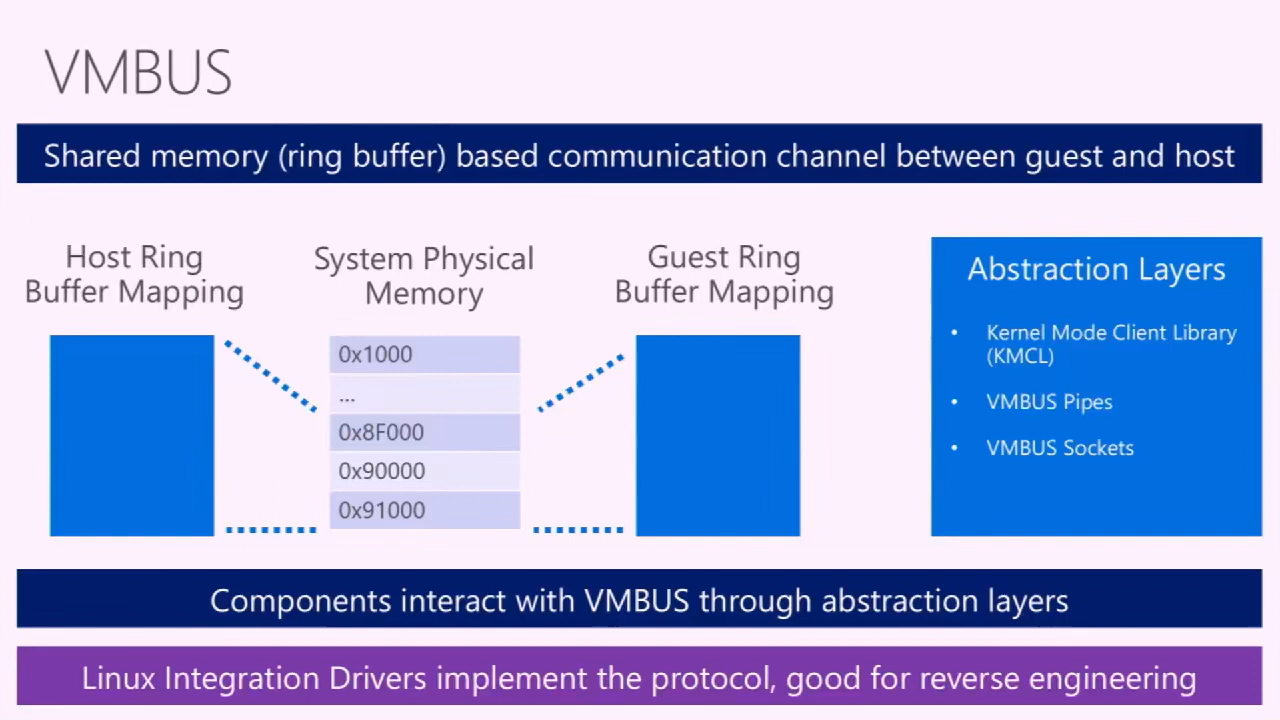 VMBUS
Shared memory (ring buffer) based communication channel between guest and host
Host Ring
Buffer Mapping
System Physical
Memory
0x1000
...
0x8F000
0x90000
0x91000
Guest Ring
Buffer Mapping
Abstraction Layers
• Kernel Mode Client Library
(KMCL)
• VMBUS Pipes
• VMBUS Sockets
Components interact with VMBUS through abstraction layers
Linux Integration Drivers implement the protocol, good for reverse engineering